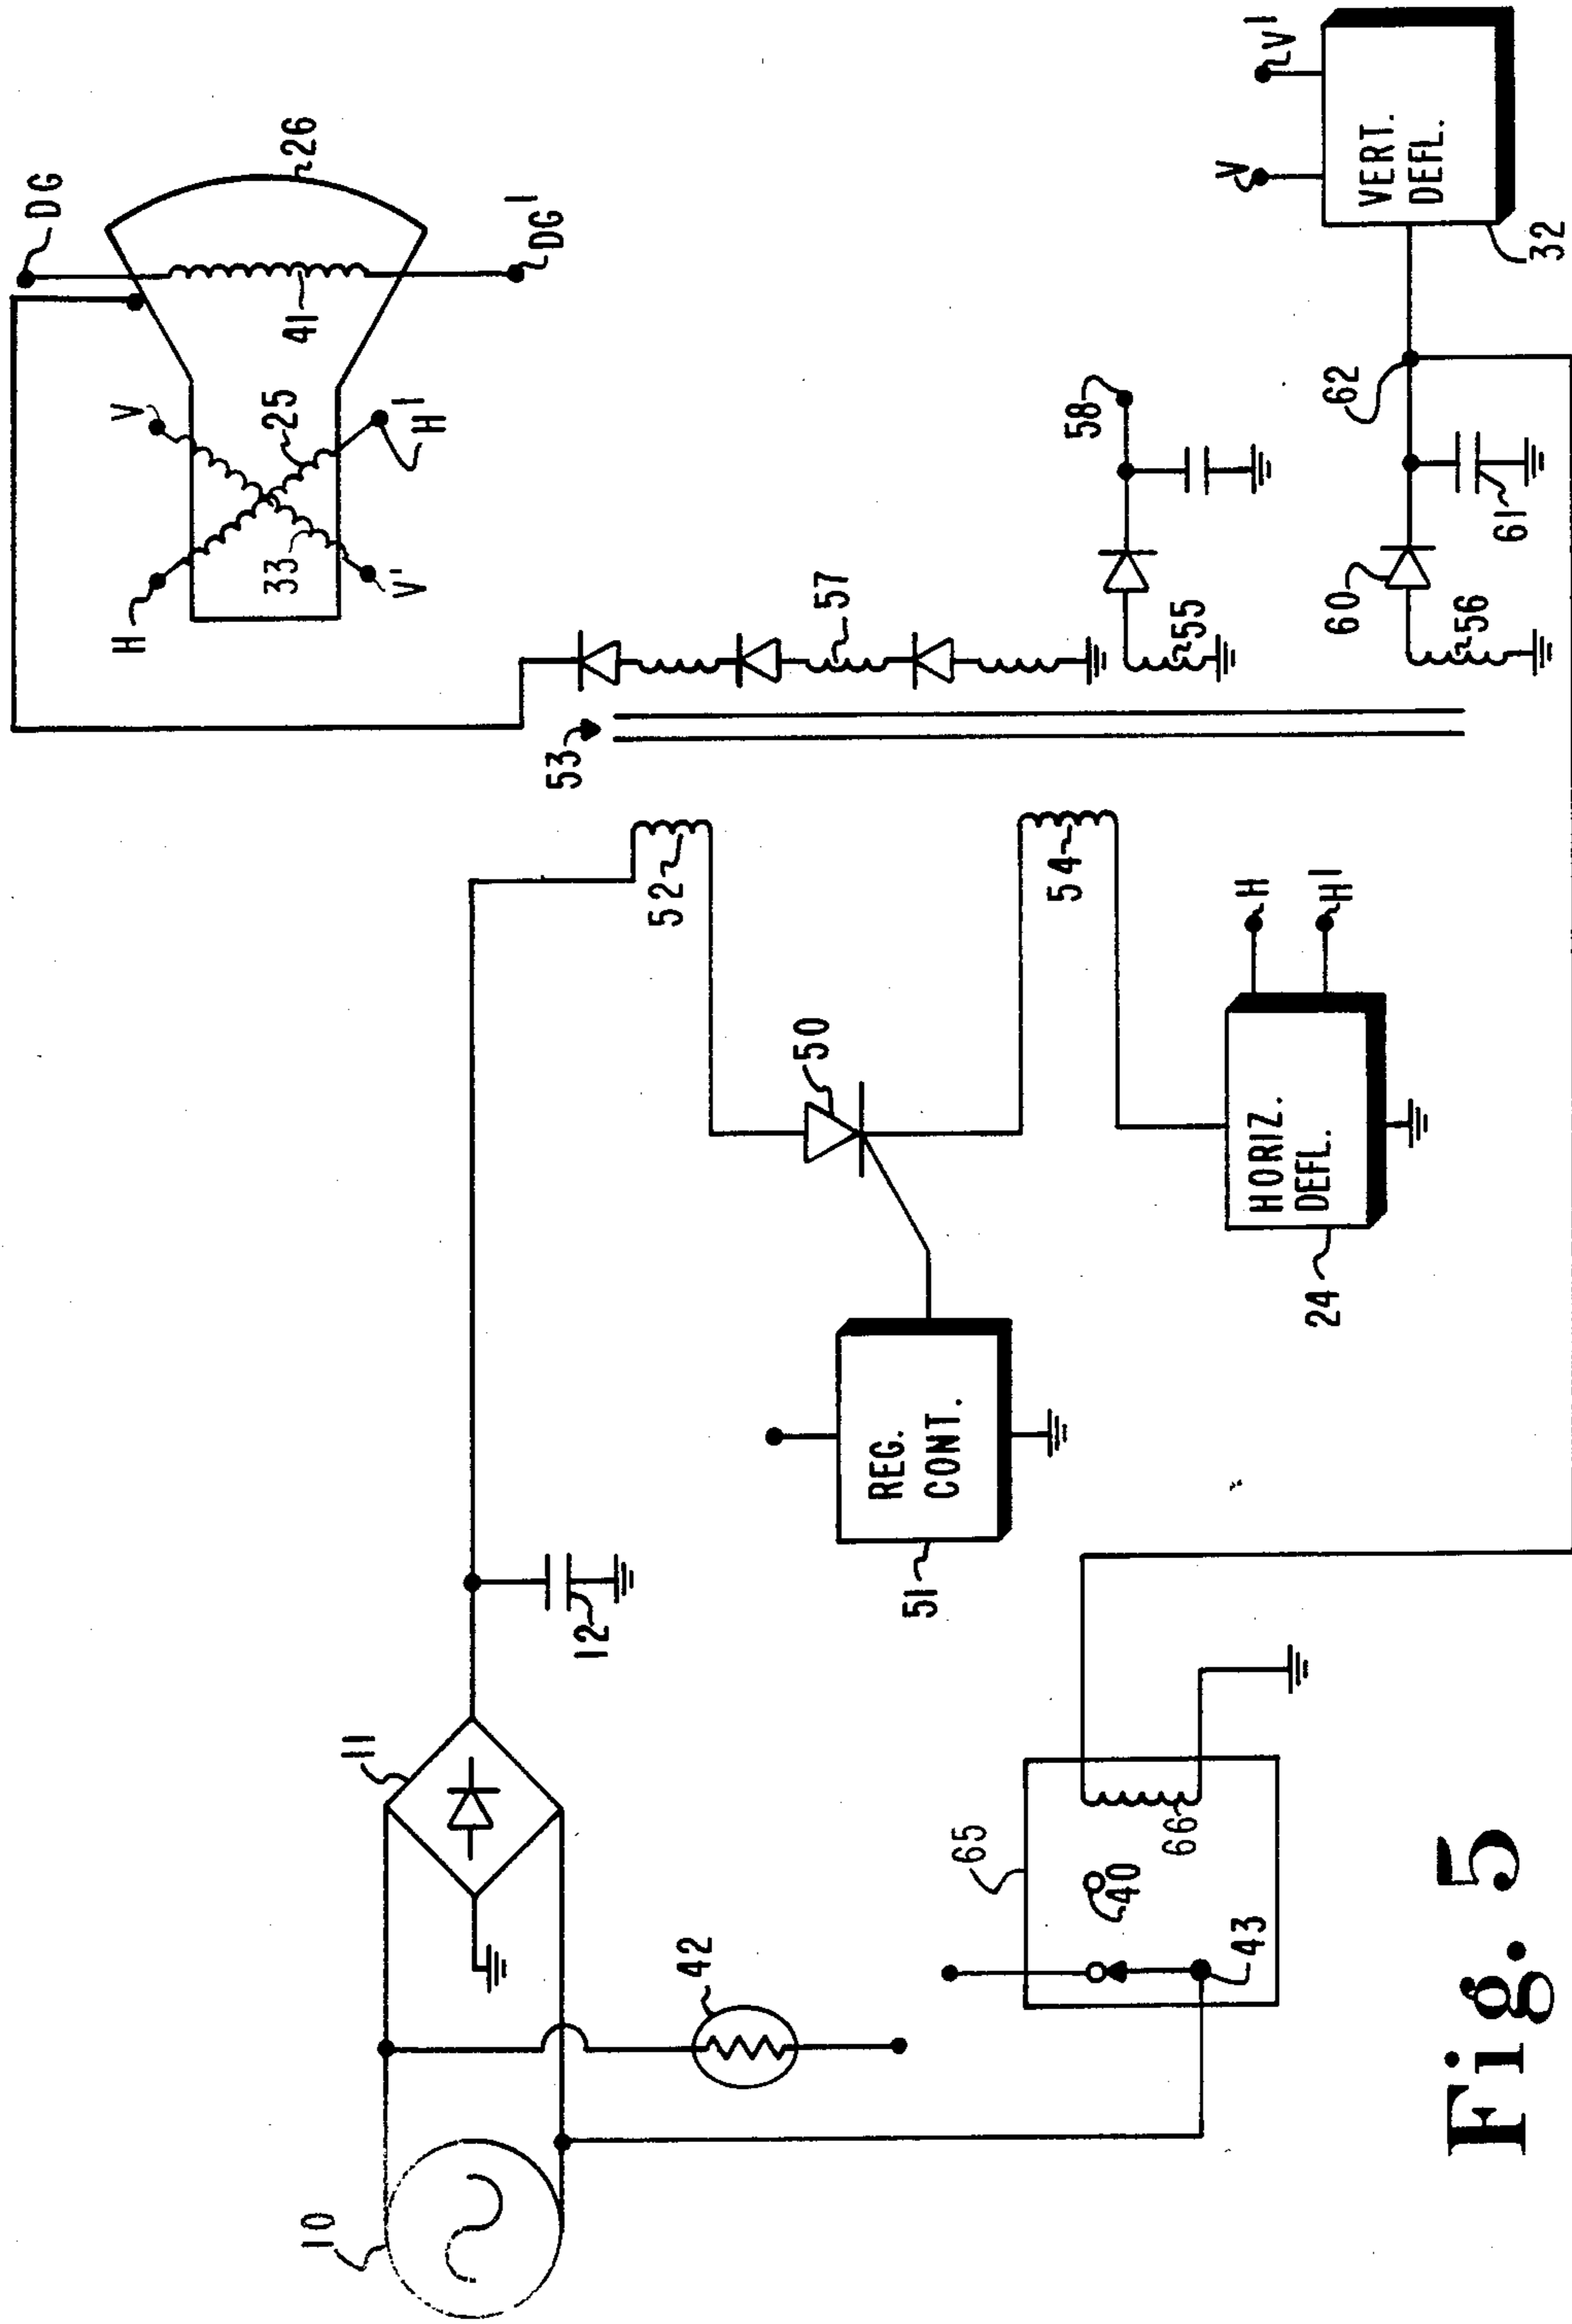 DG
26
41
DG'
V
25
H
H'
33
V'
57
53
58
55
62
60
61
56
V
V'
VERT.
DEFL.
32
52
54
50
H
H'
HORIZ.
DEFL.
24
REG.
CONT.
51
11
12
10
42
65
66
40
43
Fig. 5